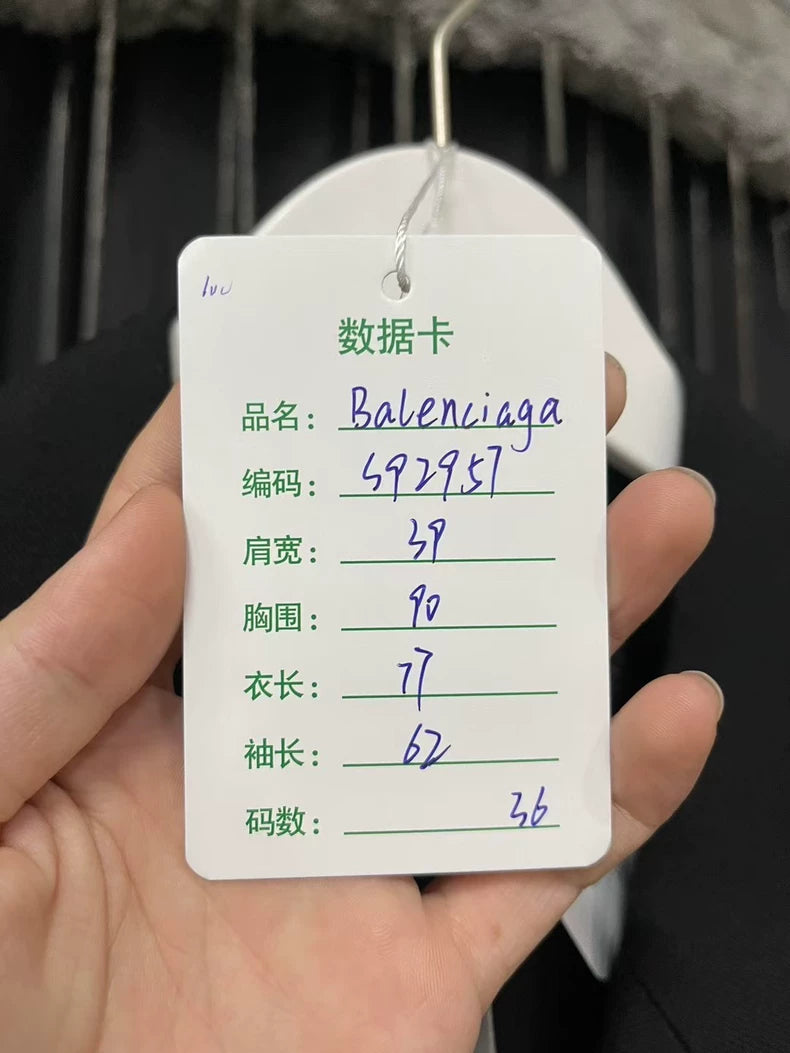 数据卡
品名: Balenciaga
编码: 392957
肩宽: 39
胸围: 90
衣长: 77
袖长: 62
码数: 36